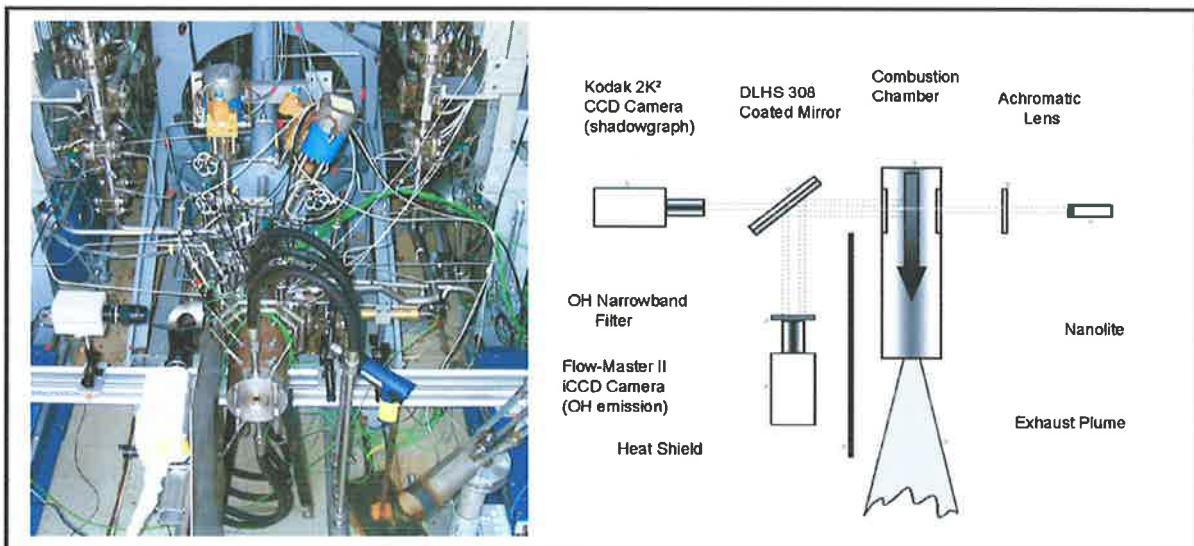 Kodak 2K²
CCD Camera
(shadowgraph)
DLHS 308
Coated Mirror
Combustion
Chamber
Achromatic
Lens
OH Narrowband
Filter
Flow-Master II
iCCD Camera
(OH emission)
Heat Shield
Nanolite
Exhaust Plume